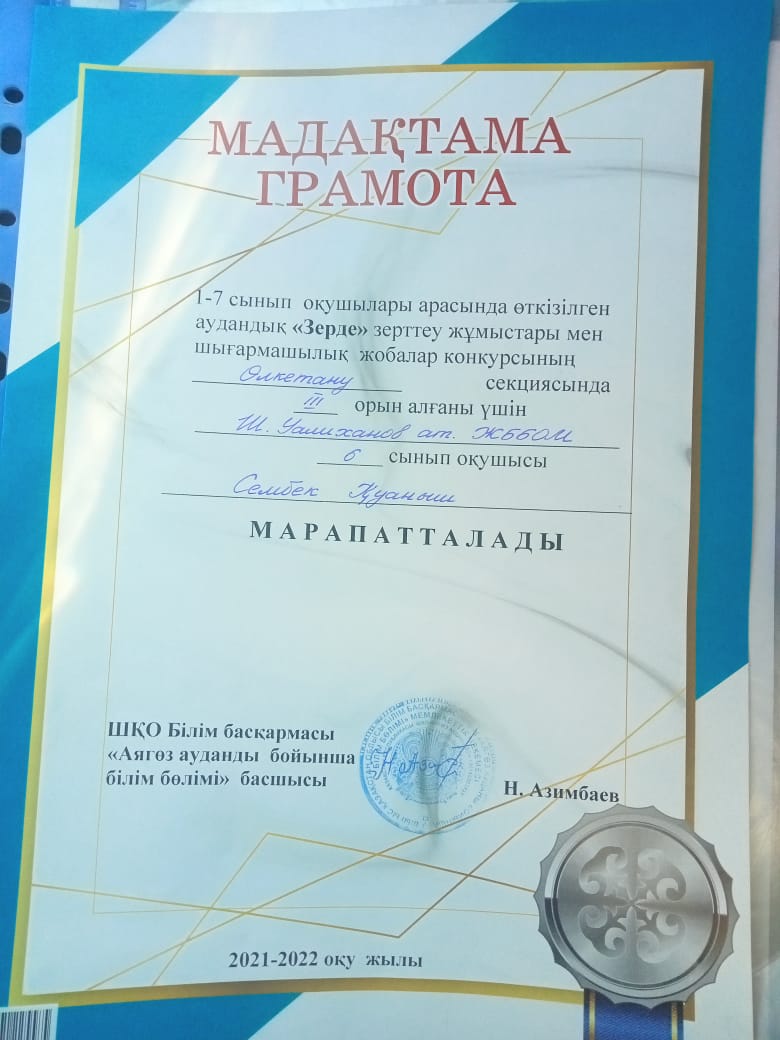 МАДАҚТАМА
ГРАМОТА
1-7 сынып оқушылары арасында өткізілген
аудандық «Зерде» зерттеу жұмыстары мен
шығармашылық жобалар конкурсының
Өлкетану секциясында
III орын алғаны үшін
Ш. Уалиханов ат. ЖББОМ
6 сынып оқушысы
Сембек Қуаныш
МАРАПАТТАЛАДЫ
ШҚО Білім басқармасы
«Аягөз ауданды бойынша
білім бөлімі» басшысы
Н. Азимбаев
2021-2022 оқу жылы